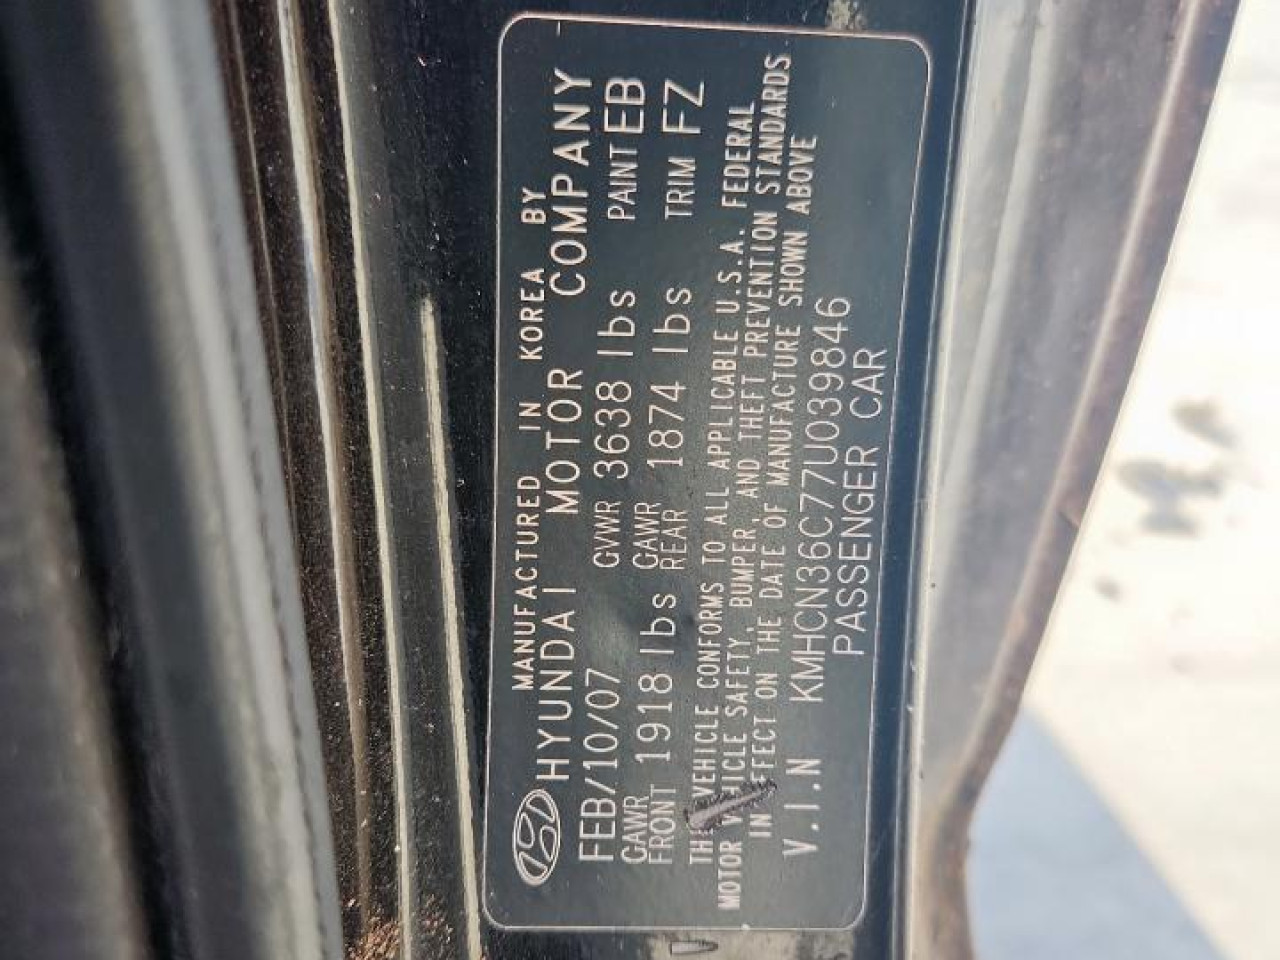 MANUFACTURED IN KOREA BY
HYUNDAI MOTOR COMPANY
FEB/10/07 GVWR 3638 lbs PAINT EB
GAWR FRONT 1918 lbs GAWR REAR 1874 lbs TRIM FZ
THE VEHICLE CONFORMS TO ALL APPLICABLE U.S.A. FEDERAL
MOTOR VEHICLE SAFETY, BUMPER, AND THEFT PREVENTION STANDARDS
IN EFFECT ON THE DATE OF MANUFACTURE SHOWN ABOVE
V.I.N KMHCN36C77U039846
PASSENGER CAR